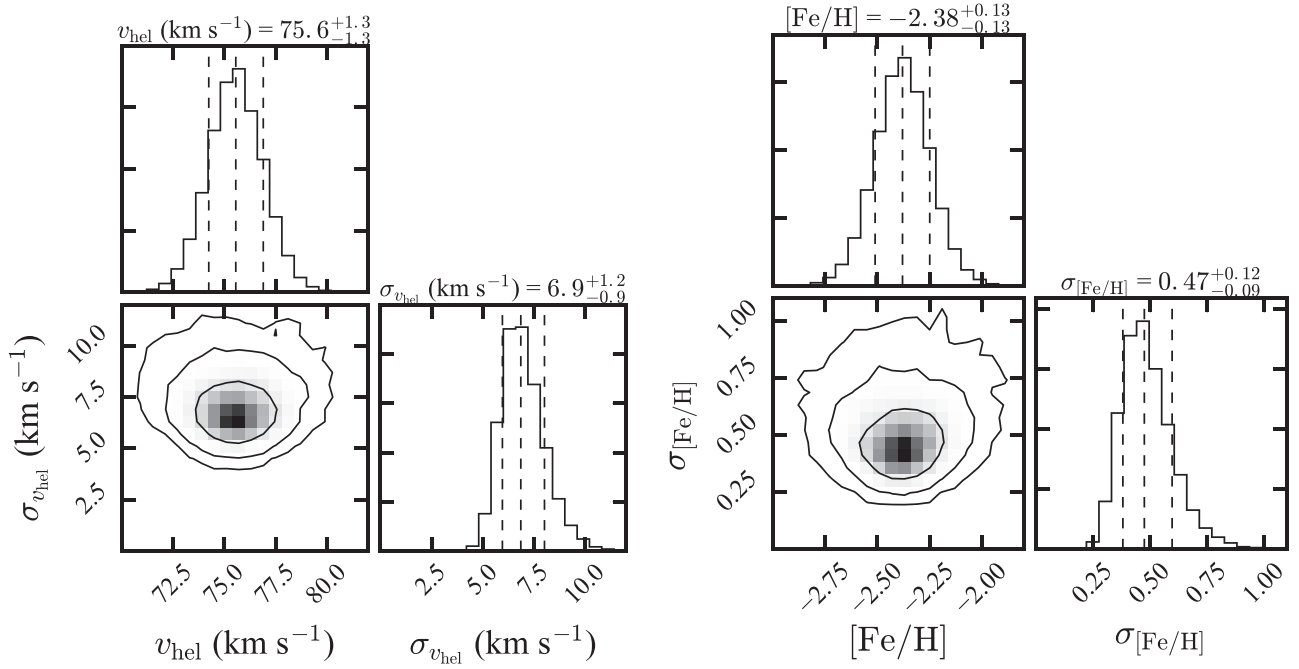 v_hel (km s⁻¹) = 75.6^{+1.3}_{−1.3}
[Fe/H] = −2.38^{+0.13}_{−0.13}
σ_{v_hel} (km s⁻¹) = 6.9^{+1.2}_{−0.9}
σ_{[Fe/H]} = 0.47^{+0.12}_{−0.09}
10.0
7.5
5.0
2.5
σ_{v_hel} (km s⁻¹)
72.5 75.0 77.5 80.0
v_hel (km s⁻¹)
2.5 5.0 7.5 10.0
σ_{v_hel} (km s⁻¹)
1.00
0.75
0.50
0.25
σ_{[Fe/H]}
−2.75 −2.50 −2.25 −2.00
[Fe/H]
0.25 0.50 0.75 1.00
σ_{[Fe/H]}